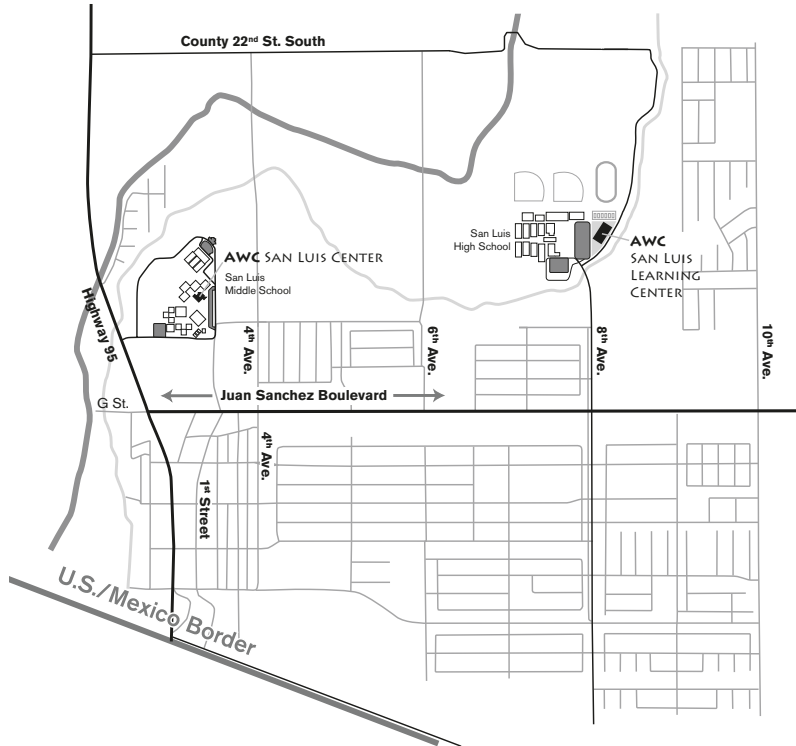 County 22nd St. South
San Luis
High School
AWC
SAN LUIS
LEARNING
CENTER
AWC SAN LUIS CENTER
San Luis
Middle School
Highway 95
4th Ave.
6th Ave.
8th Ave.
10th Ave.
Juan Sanchez Boulevard
G St.
4th Ave.
1st Street
U.S./Mexico Border